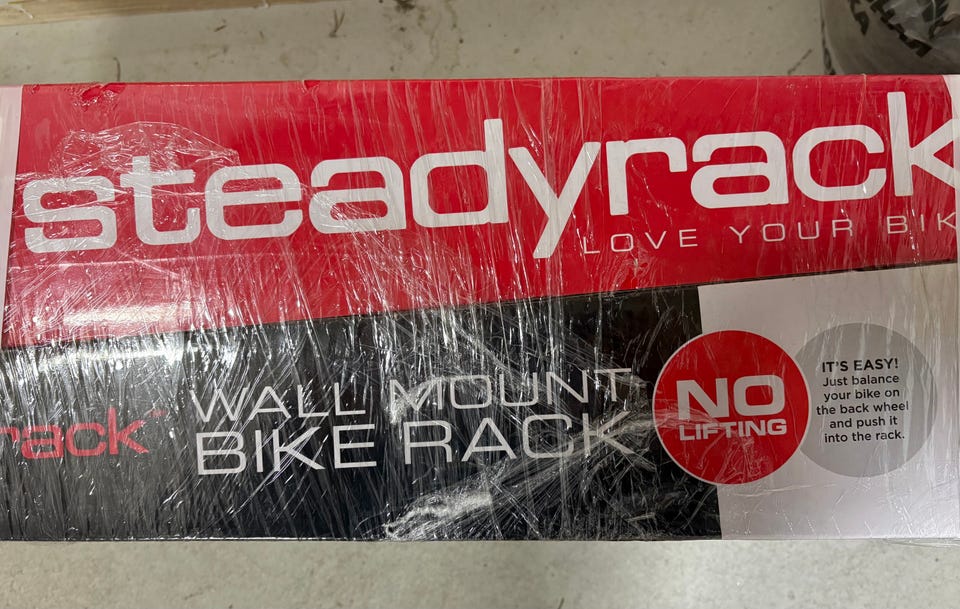 steadyrack
LOVE YOUR BIK
rack™
WALL MOUNT
BIKE RACK
NO
LIFTING
IT'S EASY!
Just balance
your bike on
the back wheel
and push it
into the rack.